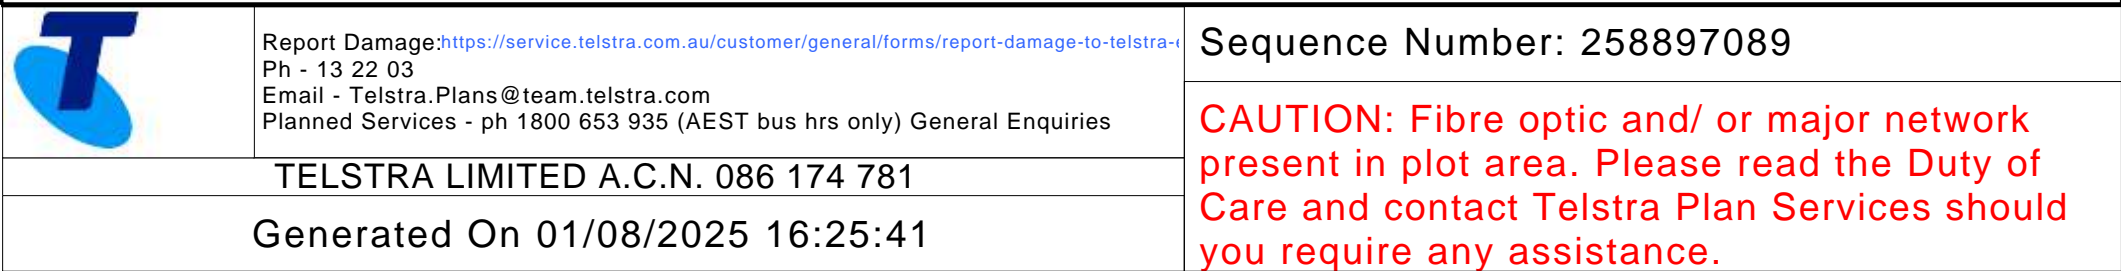 Report Damage:https://service.telstra.com.au/customer/general/forms/report-damage-to-telstra-
Ph - 13 22 03
Email - Telstra.Plans@team.telstra.com
Planned Services - ph 1800 653 935 (AEST bus hrs only) General Enquiries
TELSTRA LIMITED A.C.N. 086 174 781
Generated On 01/08/2025 16:25:41
Sequence Number: 258897089
CAUTION: Fibre optic and/ or major network
present in plot area. Please read the Duty of
Care and contact Telstra Plan Services should
you require any assistance.